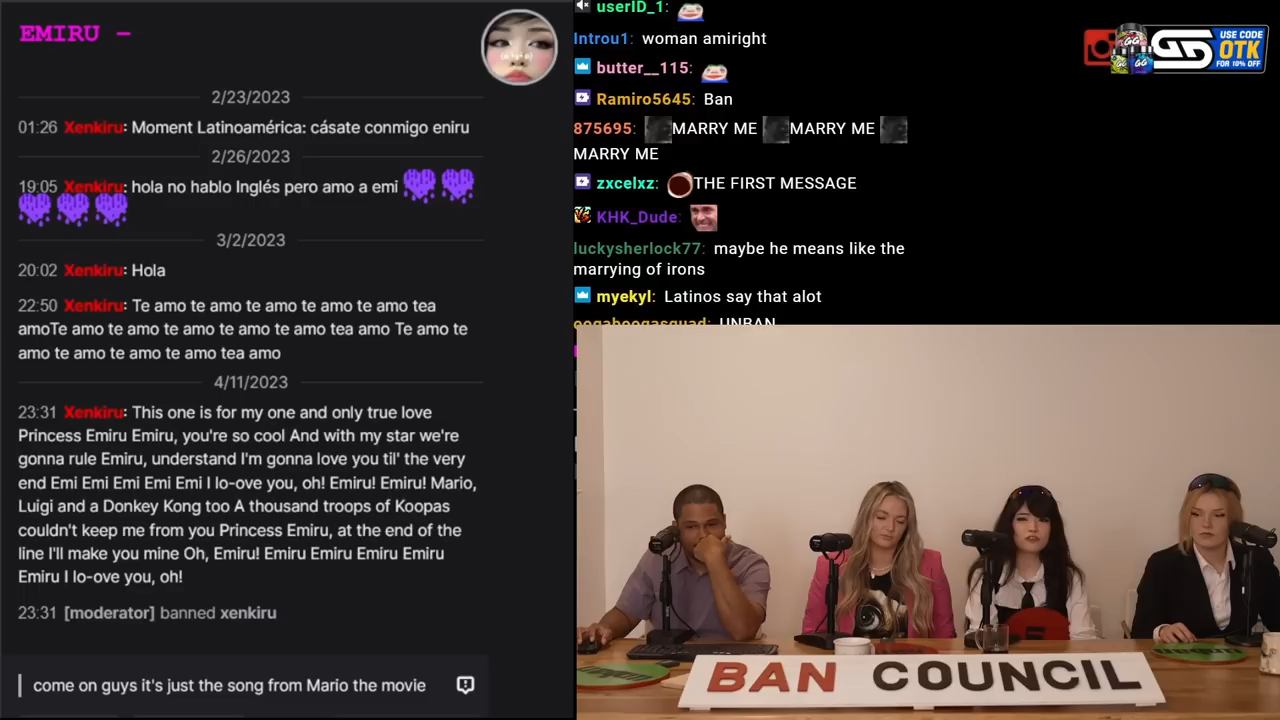 EMIRU –
2/23/2023
01:26 Xenkiru: Moment Latinoamérica: cásate conmigo eniru
2/26/2023
19:05 Xenkiru: hola no hablo Inglés pero amo a emi
3/2/2023
20:02 Xenkiru: Hola
22:50 Xenkiru: Te amo te amo te amo te amo te amo tea
amoTe amo te amo te amo te amo te amo tea amo Te amo te
amo te amo te amo te amo tea amo
4/11/2023
23:31 Xenkiru: This one is for my one and only true love
Princess Emiru Emiru, you're so cool And with my star we're
gonna rule Emiru, understand I'm gonna love you til' the very
end Emi Emi Emi Emi Emi I lo-ove you, oh! Emiru! Emiru! Mario,
Luigi and a Donkey Kong too A thousand troops of Koopas
couldn't keep me from you Princess Emiru, at the end of the
line I'll make you mine Oh, Emiru! Emiru Emiru Emiru Emiru
Emiru I lo-ove you, oh!
23:31 [moderator] banned xenkiru
come on guys it's just the song from Mario the movie
userID_1:
Introu1: woman amiright
butter__115:
Ramiro5645: Ban
875695: MARRY ME MARRY ME
MARRY ME
zxcelxz: THE FIRST MESSAGE
KHK_Dude:
luckysherlock77: maybe he means like the
marrying of irons
myekyl: Latinos say that alot
oogaboogasquad: UNBAN
GG
USE CODE
OTK
FOR 10% OFF
BAN COUNCIL